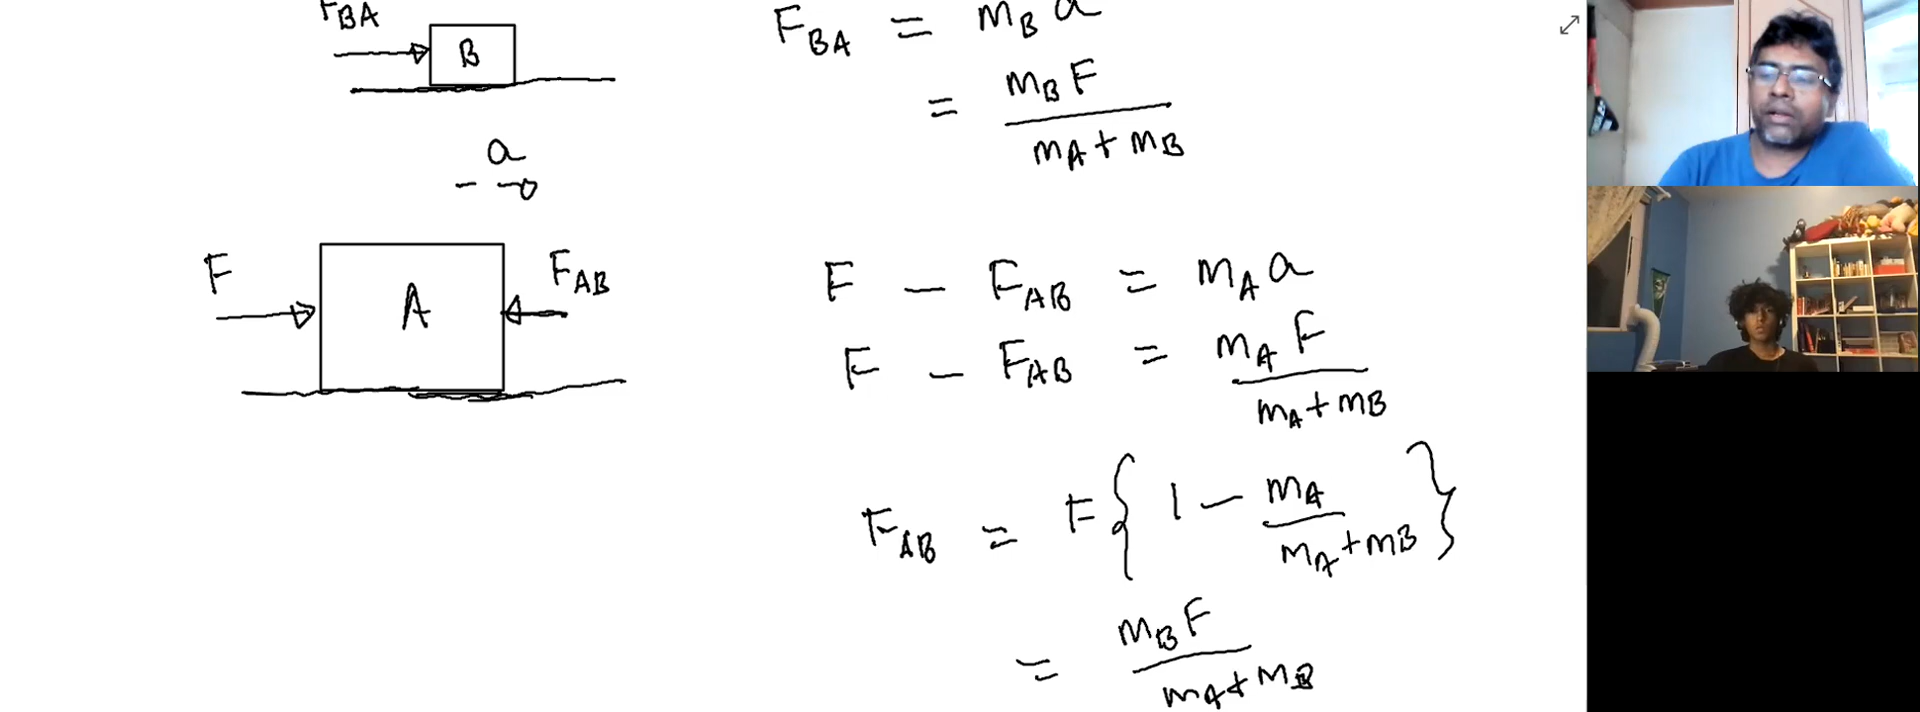 F_BA
B
a
F
A
F_AB
F_BA = m_B a
= m_B F / (m_A + m_B)
F - F_AB = m_A a
F - F_AB = m_A F / (m_A + m_B)
F_AB = F { 1 - m_A / (m_A + m_B) }
= m_B F / (m_A + m_B)